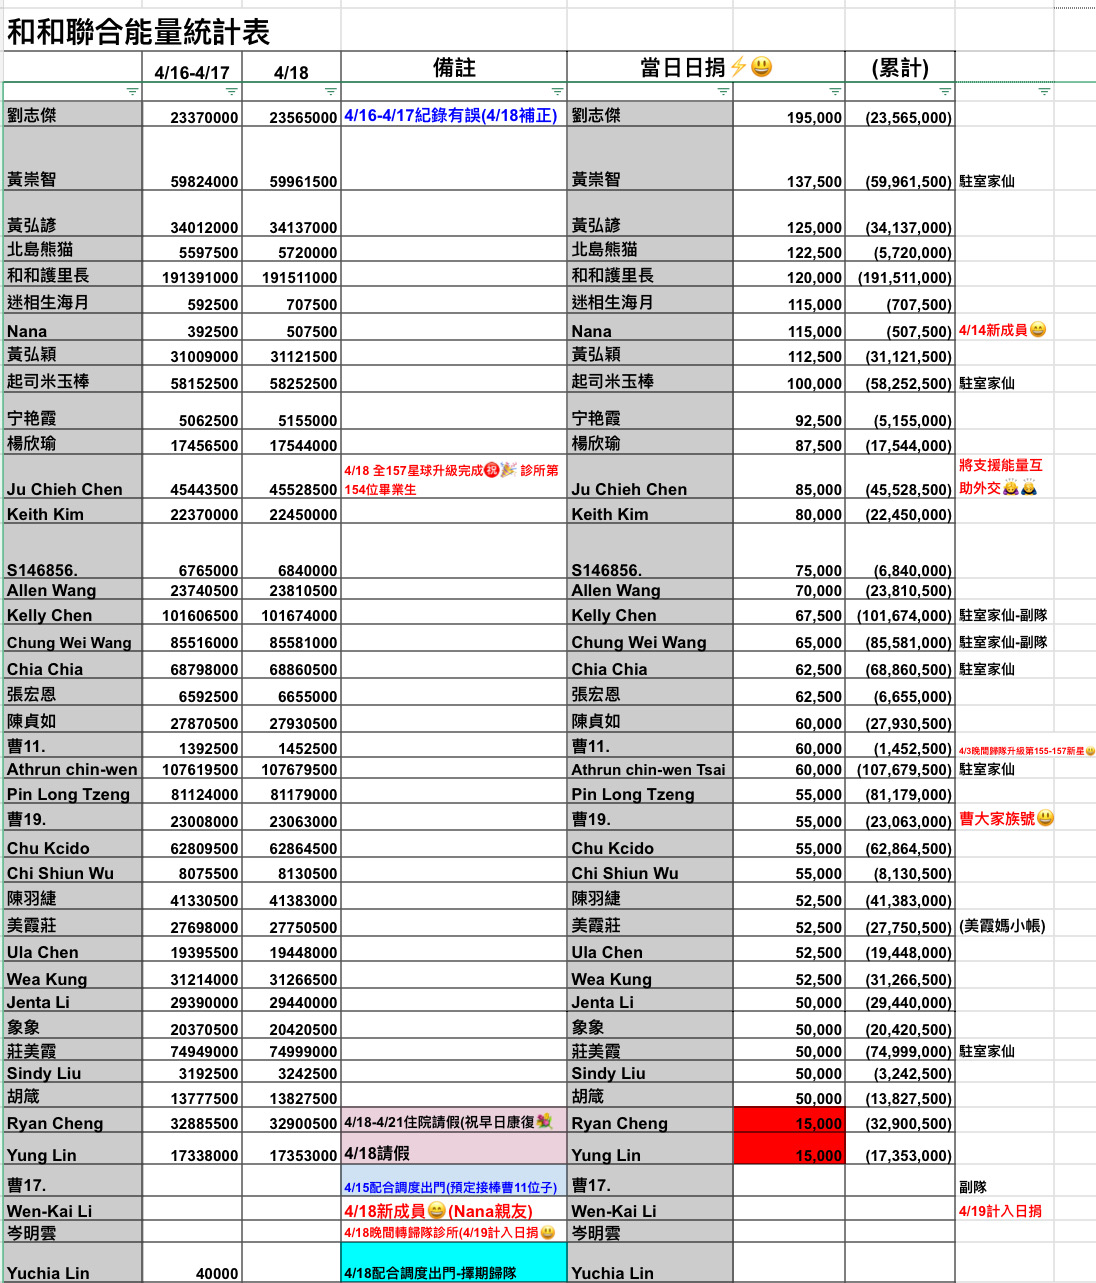 和和聯合能量統計表
4/16-4/17 4/18 備註 當日日捐⚡😃 (累計)
劉志傑 23370000 23565000 4/16-4/17紀錄有誤(4/18補正) 劉志傑 195,000 (23,565,000)
黃崇智 59824000 59961500 黃崇智 137,500 (59,961,500) 駐室家仙
黃弘諺 34012000 34137000 黃弘諺 125,000 (34,137,000)
北島熊猫 5597500 5720000 北島熊猫 122,500 (5,720,000)
和和護里長 191391000 191511000 和和護里長 120,000 (191,511,000)
迷相生海月 592500 707500 迷相生海月 115,000 (707,500)
Nana 392500 507500 Nana 115,000 (507,500) 4/14新成員😄
黃弘穎 31009000 31121500 黃弘穎 112,500 (31,121,500)
起司米玉棒 58152500 58252500 起司米玉棒 100,000 (58,252,500) 駐室家仙
宁艳霞 5062500 5155000 宁艳霞 92,500 (5,155,000)
楊欣瑜 17456500 17544000 楊欣瑜 87,500 (17,544,000)
Ju Chieh Chen 45443500 45528500 4/18 全157星球升級完成㊗️🎉 診所第
154位畢業生 Ju Chieh Chen 85,000 (45,528,500) 將支援能量互
助外交🙇‍♀️🙇‍♂️
Keith Kim 22370000 22450000 Keith Kim 80,000 (22,450,000)
S146856. 6765000 6840000 S146856. 75,000 (6,840,000)
Allen Wang 23740500 23810500 Allen Wang 70,000 (23,810,500)
Kelly Chen 101606500 101674000 Kelly Chen 67,500 (101,674,000) 駐室家仙-副隊
Chung Wei Wang 85516000 85581000 Chung Wei Wang 65,000 (85,581,000) 駐室家仙-副隊
Chia Chia 68798000 68860500 Chia Chia 62,500 (68,860,500) 駐室家仙
張宏恩 6592500 6655000 張宏恩 62,500 (6,655,000)
陳貞如 27870500 27930500 陳貞如 60,000 (27,930,500)
曹11. 1392500 1452500 曹11. 60,000 (1,452,500) 4/3晚間歸隊升級第155-157新星😃
Athrun chin-wen 107619500 107679500 Athrun chin-wen Tsai 60,000 (107,679,500) 駐室家仙
Pin Long Tzeng 81124000 81179000 Pin Long Tzeng 55,000 (81,179,000)
曹19. 23008000 23063000 曹19. 55,000 (23,063,000) 曹大家族號😃
Chu Kcido 62809500 62864500 Chu Kcido 55,000 (62,864,500)
Chi Shiun Wu 8075500 8130500 Chi Shiun Wu 55,000 (8,130,500)
陳羽緁 41330500 41383000 陳羽緁 52,500 (41,383,000)
美霞莊 27698000 27750500 美霞莊 52,500 (27,750,500) (美霞媽小帳)
Ula Chen 19395500 19448000 Ula Chen 52,500 (19,448,000)
Wea Kung 31214000 31266500 Wea Kung 52,500 (31,266,500)
Jenta Li 29390000 29440000 Jenta Li 50,000 (29,440,000)
象象 20370500 20420500 象象 50,000 (20,420,500)
莊美霞 74949000 74999000 莊美霞 50,000 (74,999,000) 駐室家仙
Sindy Liu 3192500 3242500 Sindy Liu 50,000 (3,242,500)
胡箴 13777500 13827500 胡箴 50,000 (13,827,500)
Ryan Cheng 32885500 32900500 4/18-4/21住院請假(祝早日康復💐 Ryan Cheng 15,000 (32,900,500)
Yung Lin 17338000 17353000 4/18請假 Yung Lin 15,000 (17,353,000)
曹17. 4/15配合調度出門(預定接棒曹11位子) 曹17. 副隊
Wen-Kai Li 4/18新成員😄(Nana親友) Wen-Kai Li 4/19計入日捐
岑明雲 4/18晚間轉歸隊診所(4/19計入日捐😃 岑明雲
Yuchia Lin 40000 4/18配合調度出門-擇期歸隊 Yuchia Lin